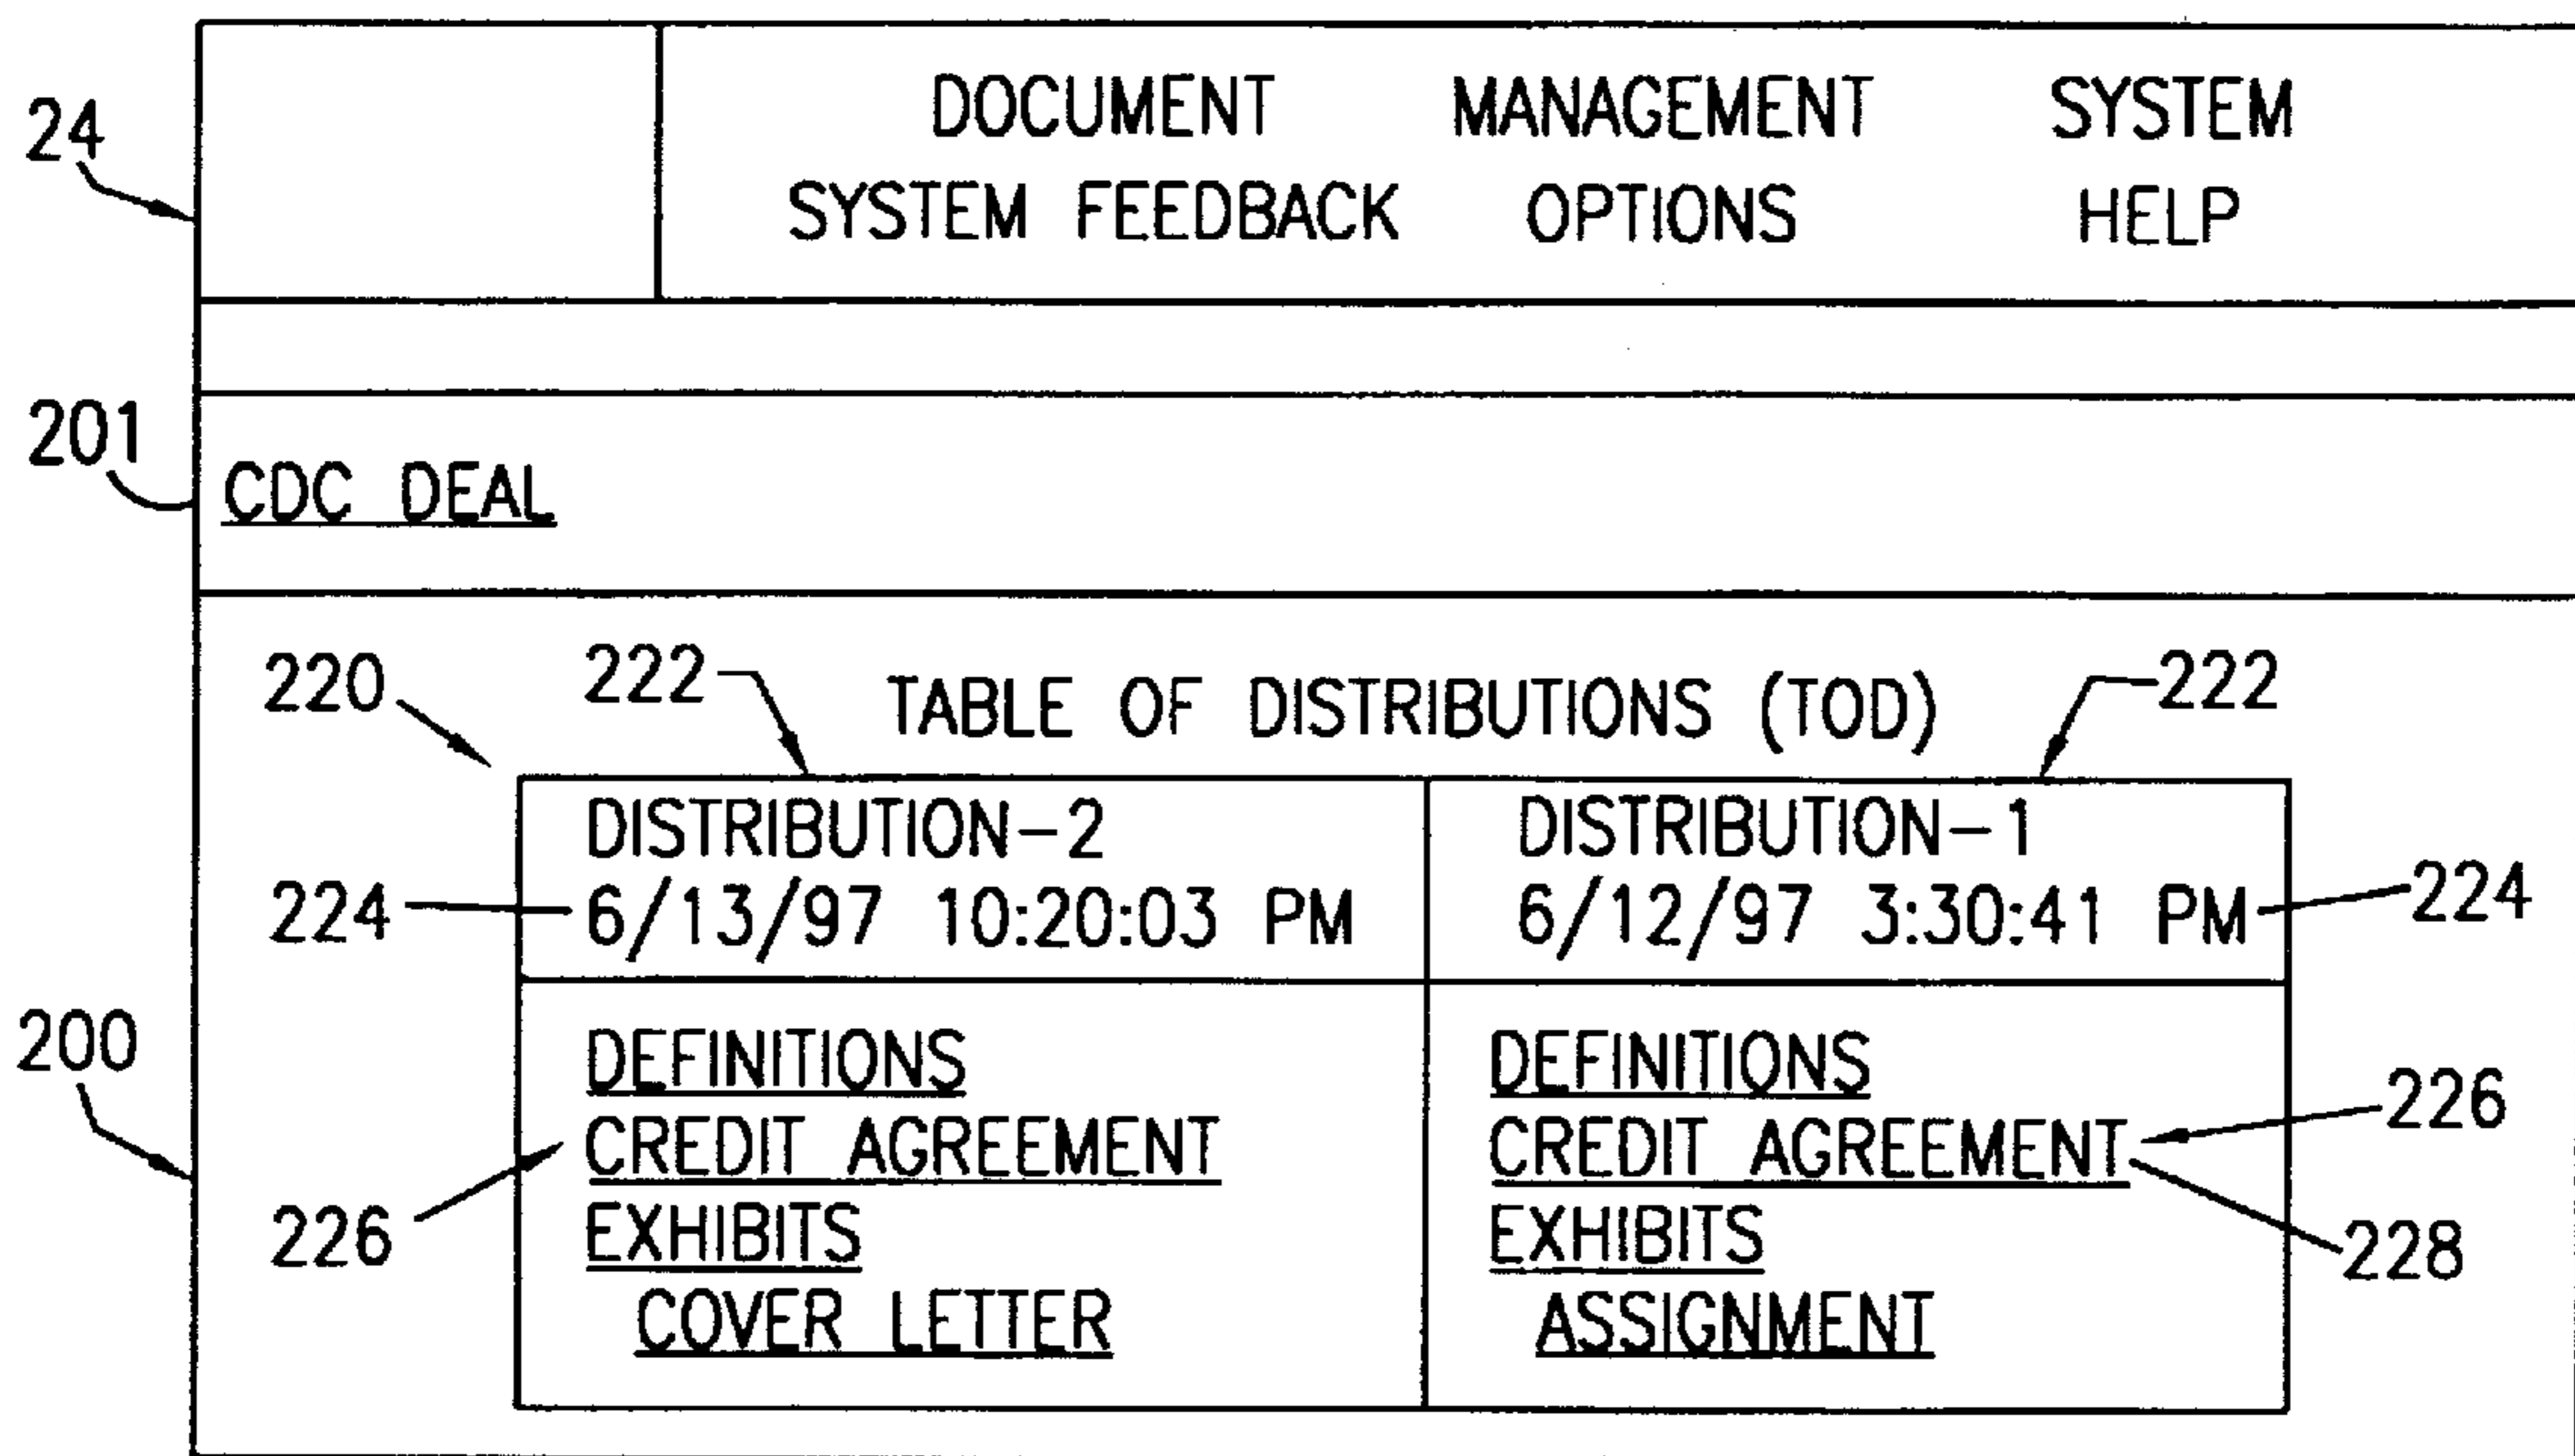 24
DOCUMENT MANAGEMENT SYSTEM
SYSTEM FEEDBACK OPTIONS HELP
201
CDC DEAL
220 222 TABLE OF DISTRIBUTIONS (TOD) 222
DISTRIBUTION-2 DISTRIBUTION-1
224 6/13/97 10:20:03 PM 6/12/97 3:30:41 PM 224
200
DEFINITIONS DEFINITIONS
CREDIT AGREEMENT CREDIT AGREEMENT 226
226 EXHIBITS EXHIBITS 228
COVER LETTER ASSIGNMENT